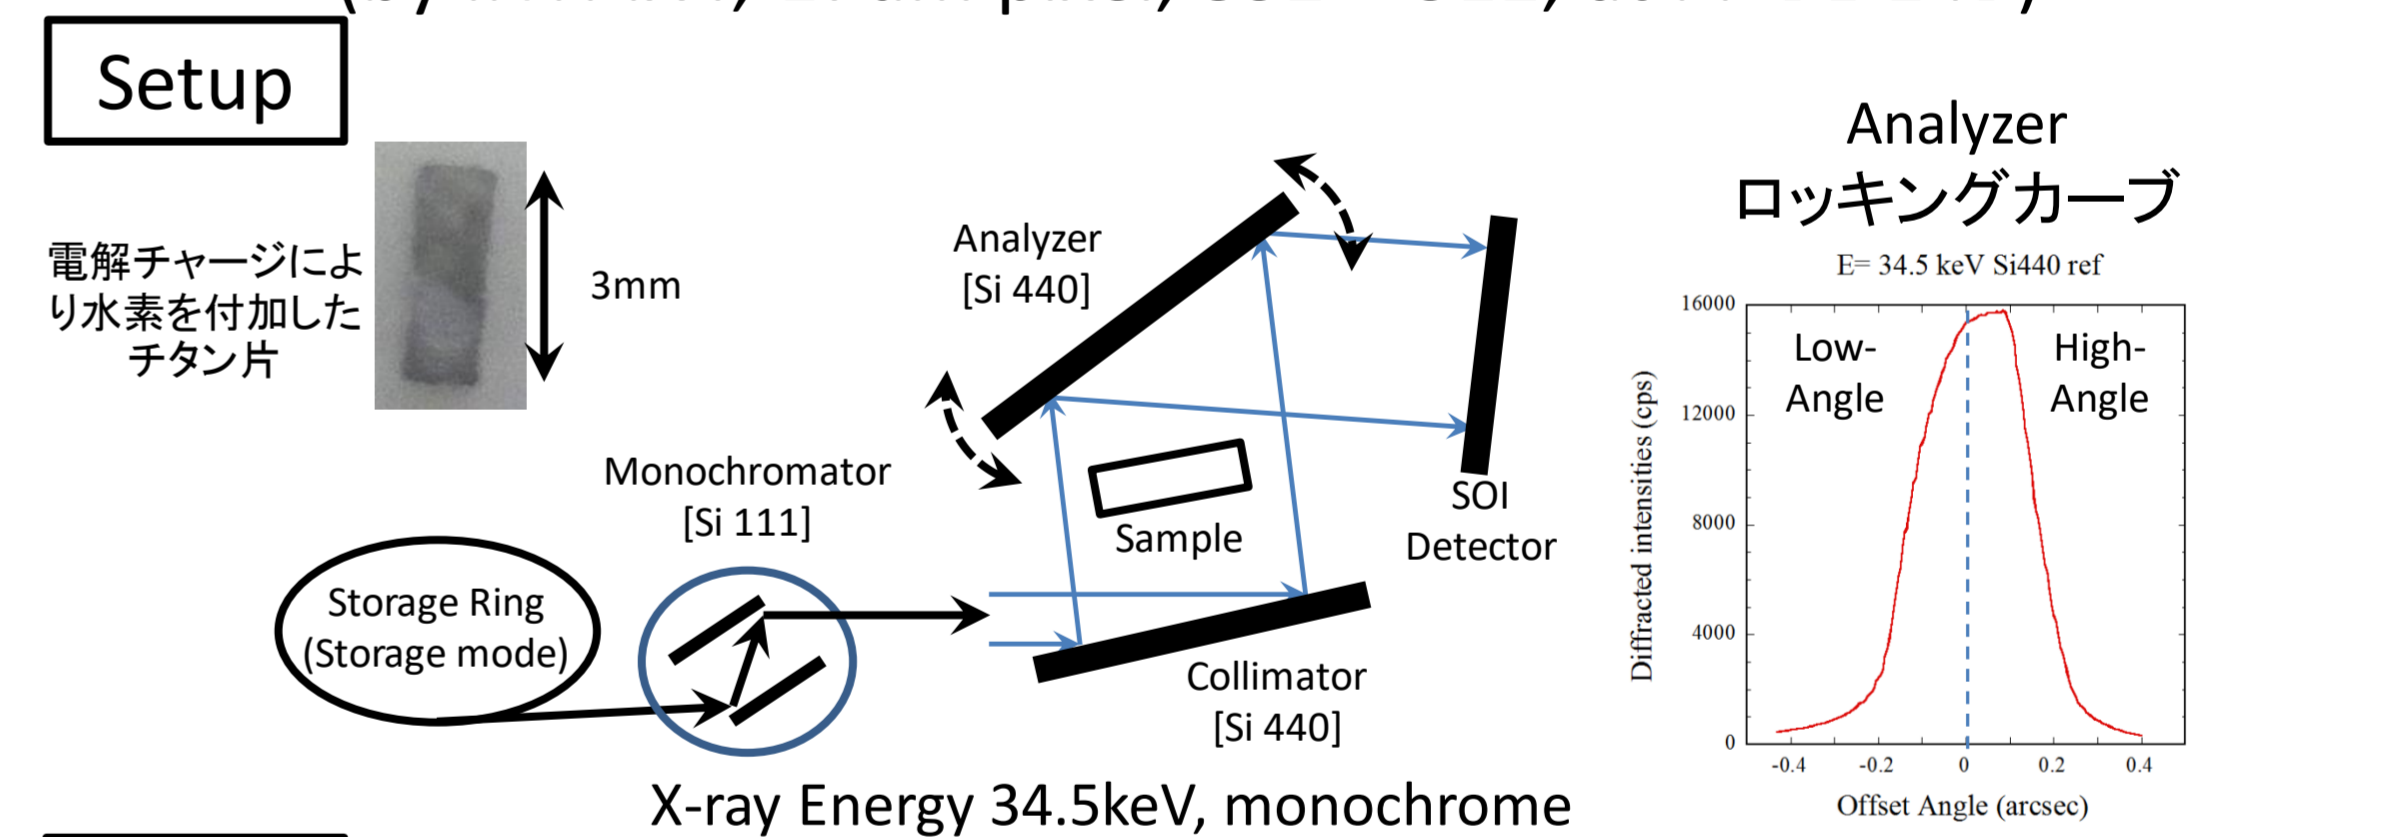 Setup
電解チャージによ
り水素を付加した
チタン片
3mm
Analyzer
[Si 440]
Monochromator
[Si 111]
Storage Ring
(Storage mode)
Sample
SOI
Detector
Collimator
[Si 440]
X-ray Energy 34.5keV, monochrome
Analyzer
ロッキングカーブ
E= 34.5 keV Si440 ref
Low-
Angle
High-
Angle
Diffracted intensities (cps)
16000
12000
8000
4000
0
-0.4 -0.2 0 0.2 0.4
Offset Angle (arcsec)